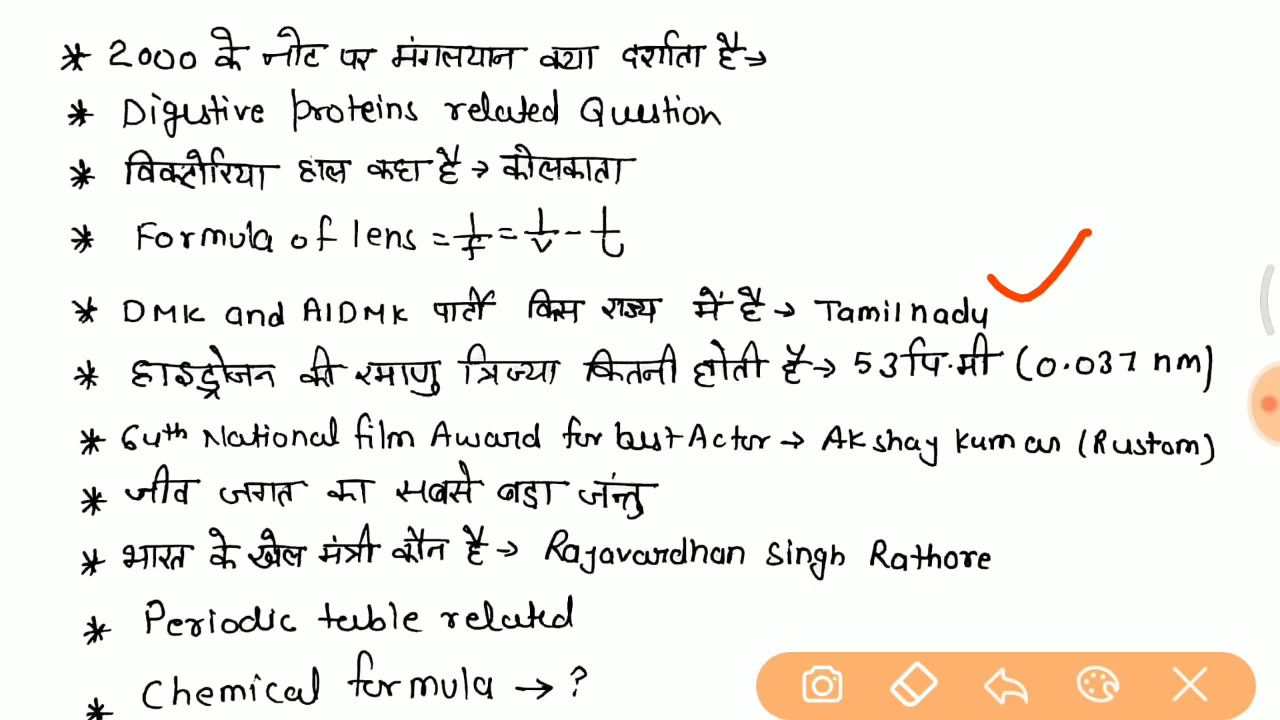 * 2000 के नोट पर मंगलयान क्या दर्शाता है →
* Digestive proteins related Question
* विक्टोरिया हाल कहा है → कोलकाता
* Formula of lens = 1/f = 1/v - 1/u
* DMK and AIDMK पार्टी किस राज्य में है → Tamilnadu
* हाइड्रोजन की रमाणु त्रिज्या कितनी होती है → 53 पि.मी (0.037 nm)
* 64th National film Award for best Actor → Akshay Kumar (Rustom)
* जीव जगत का सबसे बड़ा जंन्तु
* भारत के खेल मंत्री कौन है → Rajavardhan Singh Rathore
* Periodic table related
* Chemical formula → ?